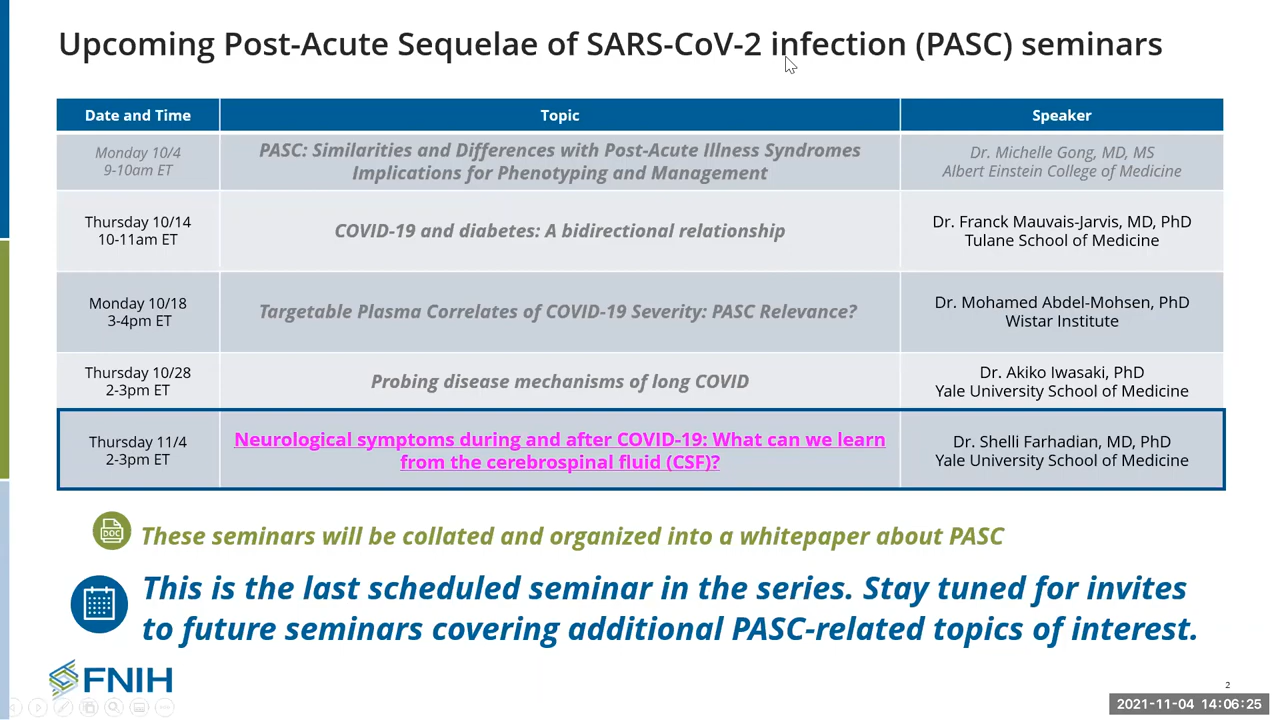 Upcoming Post-Acute Sequelae of SARS-CoV-2 infection (PASC) seminars
Date and Time
Topic
Speaker
Monday 10/4
9-10am ET
PASC: Similarities and Differences with Post-Acute Illness Syndromes
Implications for Phenotyping and Management
Dr. Michelle Gong, MD, MS
Albert Einstein College of Medicine
Thursday 10/14
10-11am ET
COVID-19 and diabetes: A bidirectional relationship
Dr. Franck Mauvais-Jarvis, MD, PhD
Tulane School of Medicine
Monday 10/18
3-4pm ET
Targetable Plasma Correlates of COVID-19 Severity: PASC Relevance?
Dr. Mohamed Abdel-Mohsen, PhD
Wistar Institute
Thursday 10/28
2-3pm ET
Probing disease mechanisms of long COVID
Dr. Akiko Iwasaki, PhD
Yale University School of Medicine
Thursday 11/4
2-3pm ET
Neurological symptoms during and after COVID-19: What can we learn
from the cerebrospinal fluid (CSF)?
Dr. Shelli Farhadian, MD, PhD
Yale University School of Medicine
DOC
These seminars will be collated and organized into a whitepaper about PASC
This is the last scheduled seminar in the series. Stay tuned for invites
to future seminars covering additional PASC-related topics of interest.
FNIH
2
2021-11-04 14:06:25